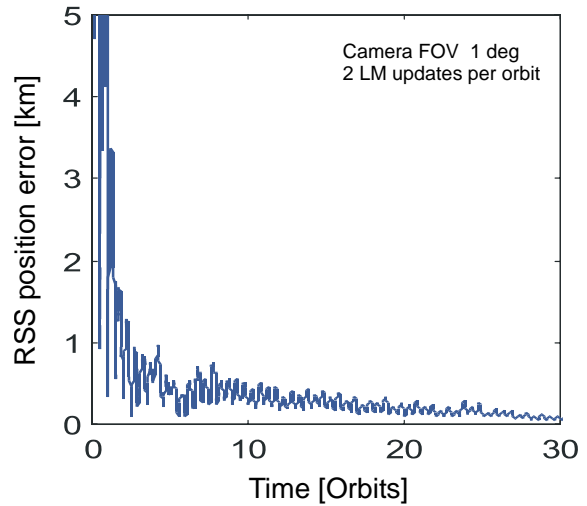 5
4
3
2
1
0
RSS position error [km]
Camera FOV 1 deg
2 LM updates per orbit
0
10
20
30
Time [Orbits]